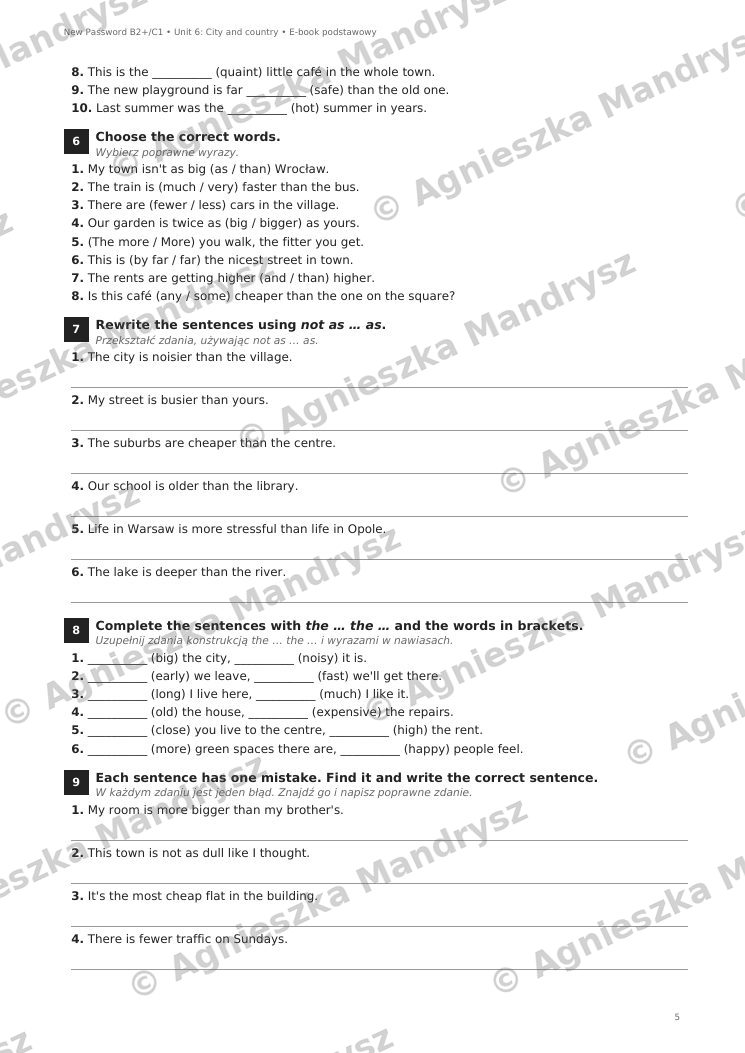 New Password B2+/C1 • Unit 6: City and country • E-book podstawowy
8. This is the __________ (quaint) little café in the whole town.
9. The new playground is far __________ (safe) than the old one.
10. Last summer was the __________ (hot) summer in years.
6 Choose the correct words.
Wybierz poprawne wyrazy.
1. My town isn't as big (as / than) Wrocław.
2. The train is (much / very) faster than the bus.
3. There are (fewer / less) cars in the village.
4. Our garden is twice as (big / bigger) as yours.
5. (The more / More) you walk, the fitter you get.
6. This is (by far / far) the nicest street in town.
7. The rents are getting higher (and / than) higher.
8. Is this café (any / some) cheaper than the one on the square?
7 Rewrite the sentences using not as … as.
Przekształć zdania, używając not as … as.
1. The city is noisier than the village.
2. My street is busier than yours.
3. The suburbs are cheaper than the centre.
4. Our school is older than the library.
5. Life in Warsaw is more stressful than life in Opole.
6. The lake is deeper than the river.
8 Complete the sentences with the … the … and the words in brackets.
Uzupełnij zdania konstrukcją the … the … i wyrazami w nawiasach.
1. __________ (big) the city, __________ (noisy) it is.
2. __________ (early) we leave, __________ (fast) we'll get there.
3. __________ (long) I live here, __________ (much) I like it.
4. __________ (old) the house, __________ (expensive) the repairs.
5. __________ (close) you live to the centre, __________ (high) the rent.
6. __________ (more) green spaces there are, __________ (happy) people feel.
9 Each sentence has one mistake. Find it and write the correct sentence.
W każdym zdaniu jest jeden błąd. Znajdź go i napisz poprawne zdanie.
1. My room is more bigger than my brother's.
2. This town is not as dull like I thought.
3. It's the most cheap flat in the building.
4. There is fewer traffic on Sundays.
5
© Agnieszka Mandrysz